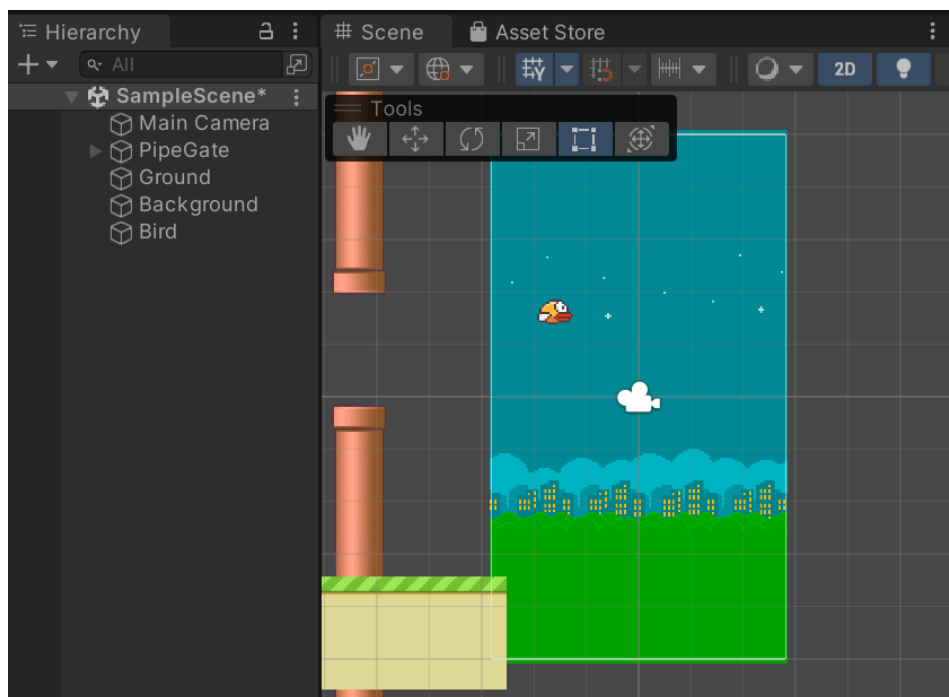 Hierarchy
Scene
Asset Store
All
2D
SampleScene*
Tools
Main Camera
PipeGate
Ground
Background
Bird